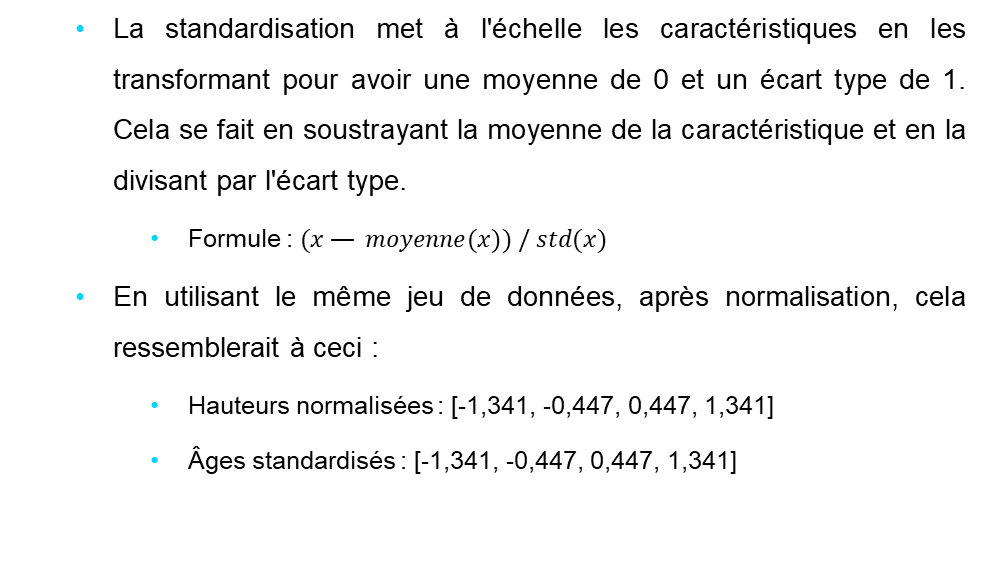 • La standardisation met à l'échelle les caractéristiques en les
transformant pour avoir une moyenne de 0 et un écart type de 1.
Cela se fait en soustrayant la moyenne de la caractéristique et en la
divisant par l'écart type.
• Formule : (x — moyenne(x)) / std(x)
• En utilisant le même jeu de données, après normalisation, cela
ressemblerait à ceci :
• Hauteurs normalisées : [-1,341, -0,447, 0,447, 1,341]
• Âges standardisés : [-1,341, -0,447, 0,447, 1,341]